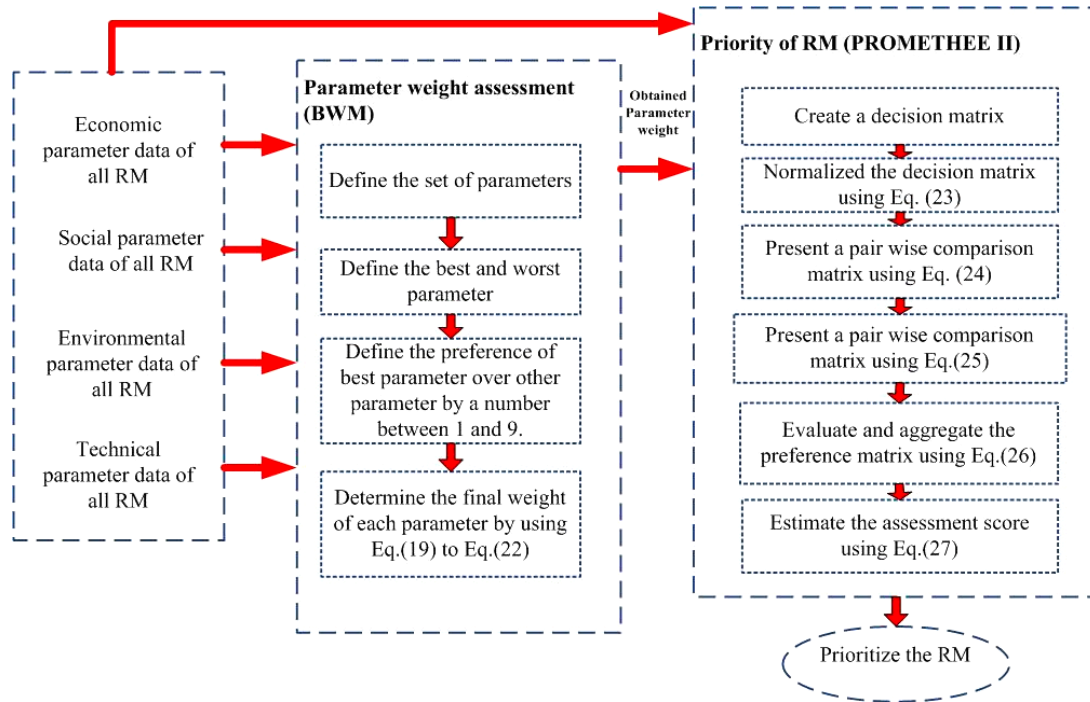 Economic
parameter data of
all RM
Social parameter
data of all RM
Environmental
parameter data of
all RM
Technical
parameter data of
all RM
Parameter weight assessment
(BWM)
Define the set of parameters
Define the best and worst
parameter
Define the preference of
best parameter over other
parameter by a number
between 1 and 9.
Determine the final weight
of each parameter by using
Eq.(19) to Eq.(22)
Obtained
Parameter
weight
Priority of RM (PROMETHEE II)
Create a decision matrix
Normalized the decision matrix
using Eq. (23)
Present a pair wise comparison
matrix using Eq. (24)
Present a pair wise comparison
matrix using Eq.(25)
Evaluate and aggregate the
preference matrix using Eq.(26)
Estimate the assessment score
using Eq.(27)
Prioritize the RM